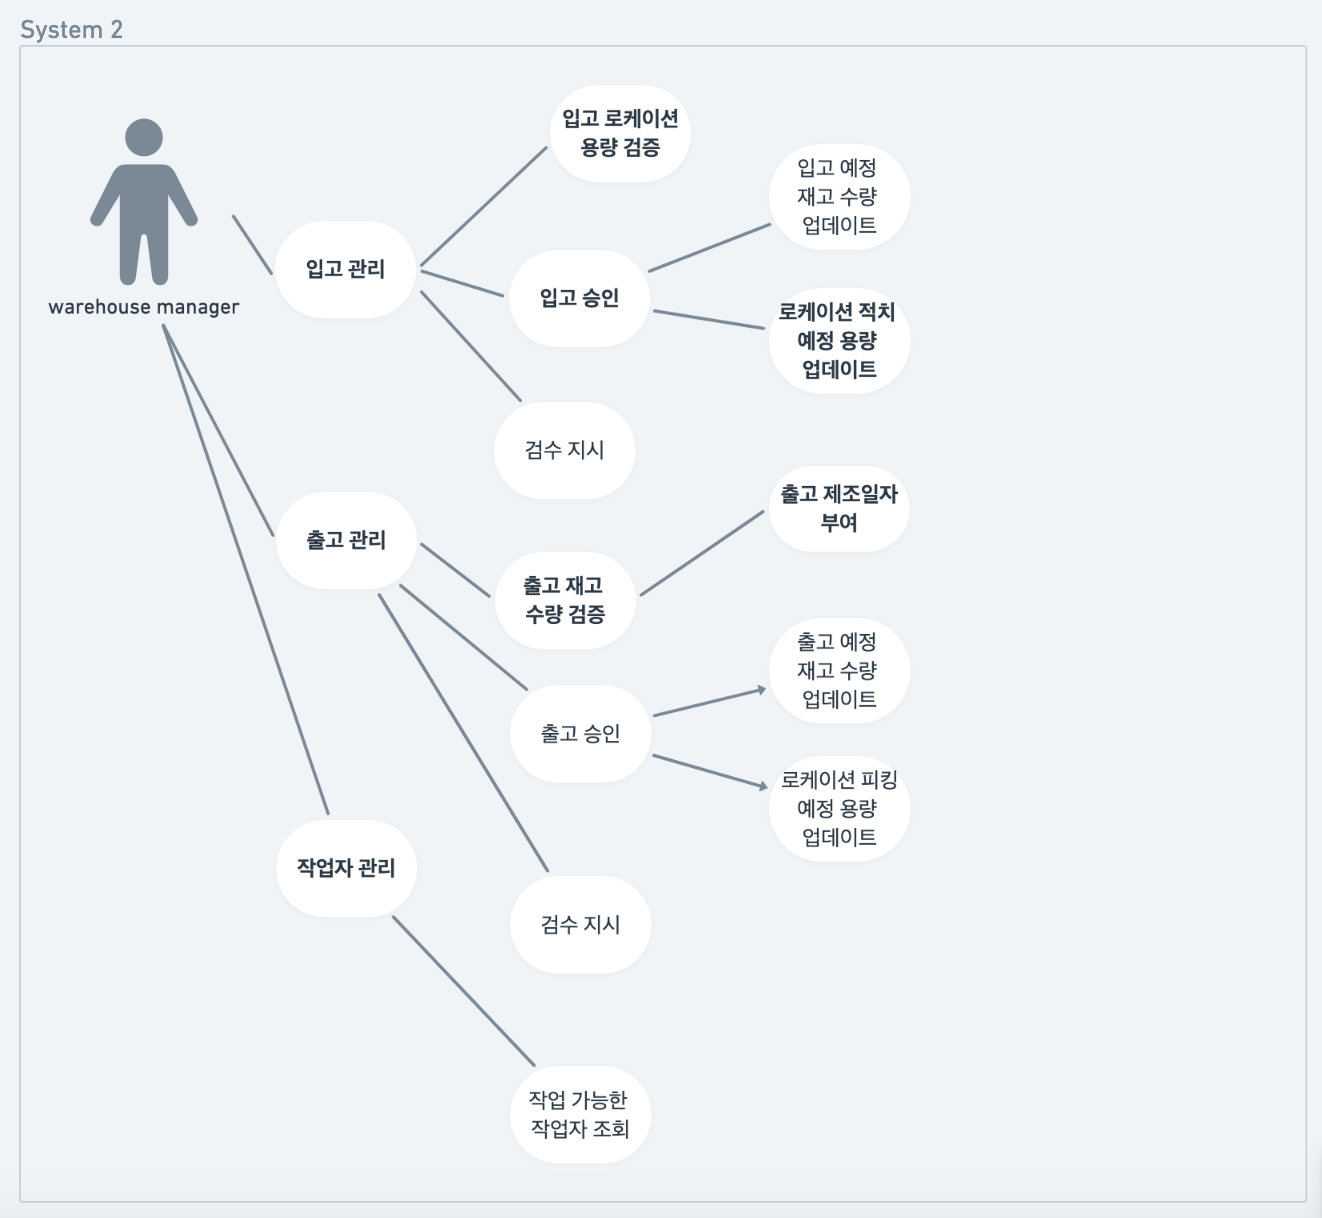 System 2
warehouse manager
입고 관리
입고 로케이션
용량 검증
입고 승인
입고 예정
재고 수량
업데이트
로케이션 적치
예정 용량
업데이트
검수 지시
출고 관리
출고 재고
수량 검증
출고 제조일자
부여
출고 승인
출고 예정
재고 수량
업데이트
로케이션 피킹
예정 용량
업데이트
검수 지시
작업자 관리
작업 가능한
작업자 조회